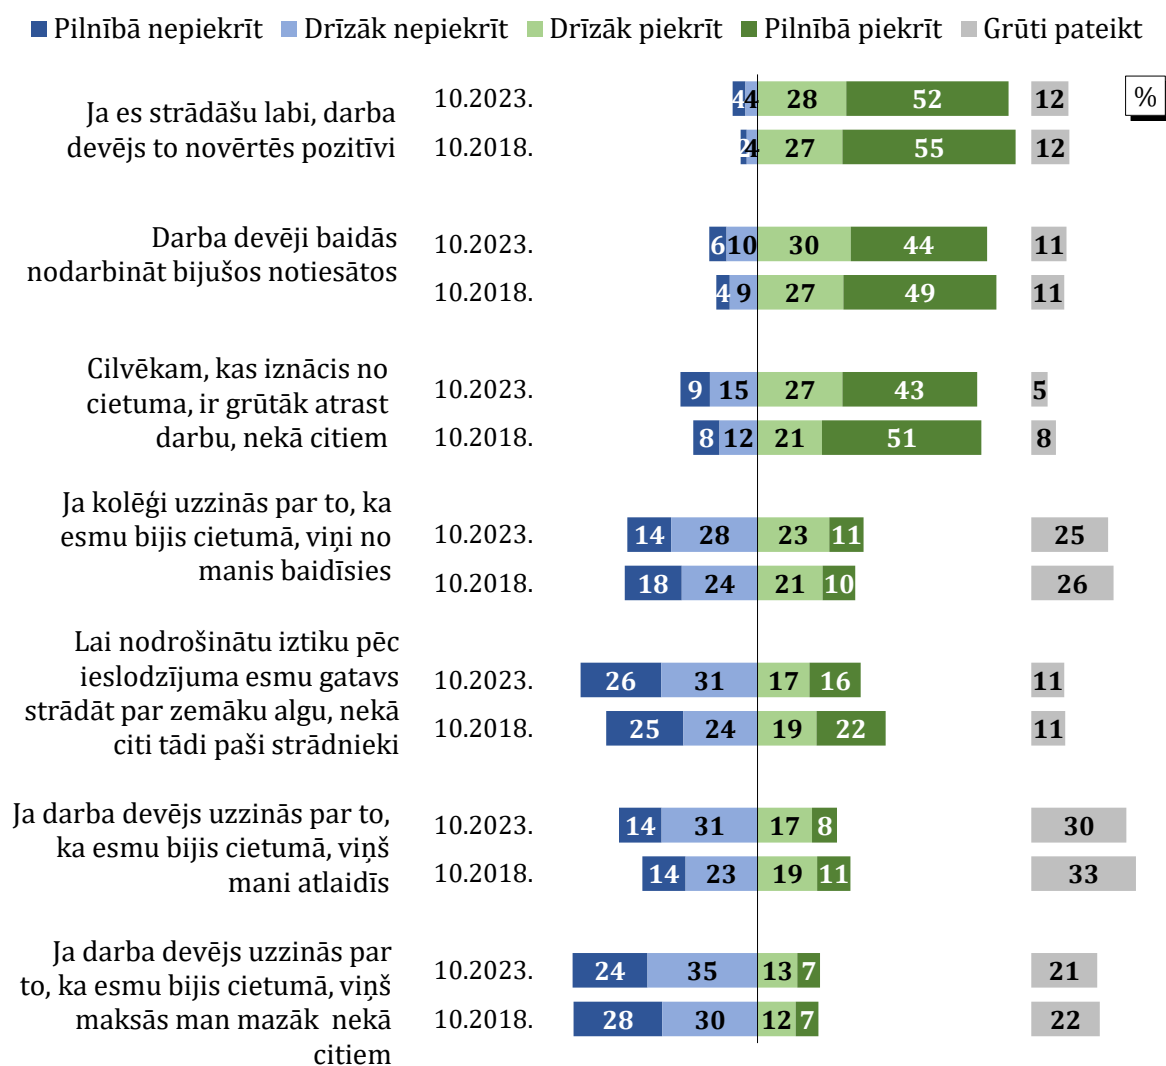 Pilnībā nepiekrīt Drīzāk nepiekrīt Drīzāk piekrīt Pilnībā piekrīt Grūti pateikt
%
Ja es strādāšu labi, darba
devējs to novērtēs pozitīvi
10.2023. 4 4 28 52 12
10.2018. 2 4 27 55 12
Darba devēji baidās
nodarbināt bijušos notiesātos
10.2023. 6 10 30 44 11
10.2018. 4 9 27 49 11
Cilvēkam, kas iznācis no
cietuma, ir grūtāk atrast
darbu, nekā citiem
10.2023. 9 15 27 43 5
10.2018. 8 12 21 51 8
Ja kolēģi uzzinās par to, ka
esmu bijis cietumā, viņi no
manis baidīsies
10.2023. 14 28 23 11 25
10.2018. 18 24 21 10 26
Lai nodrošinātu iztiku pēc
ieslodzījuma esmu gatavs
strādāt par zemāku algu, nekā
citi tādi paši strādnieki
10.2023. 26 31 17 16 11
10.2018. 25 24 19 22 11
Ja darba devējs uzzinās par to,
ka esmu bijis cietumā, viņš
mani atlaidīs
10.2023. 14 31 17 8 30
10.2018. 14 23 19 11 33
Ja darba devējs uzzinās par
to, ka esmu bijis cietumā, viņš
maksās man mazāk nekā
citiem
10.2023. 24 35 13 7 21
10.2018. 28 30 12 7 22